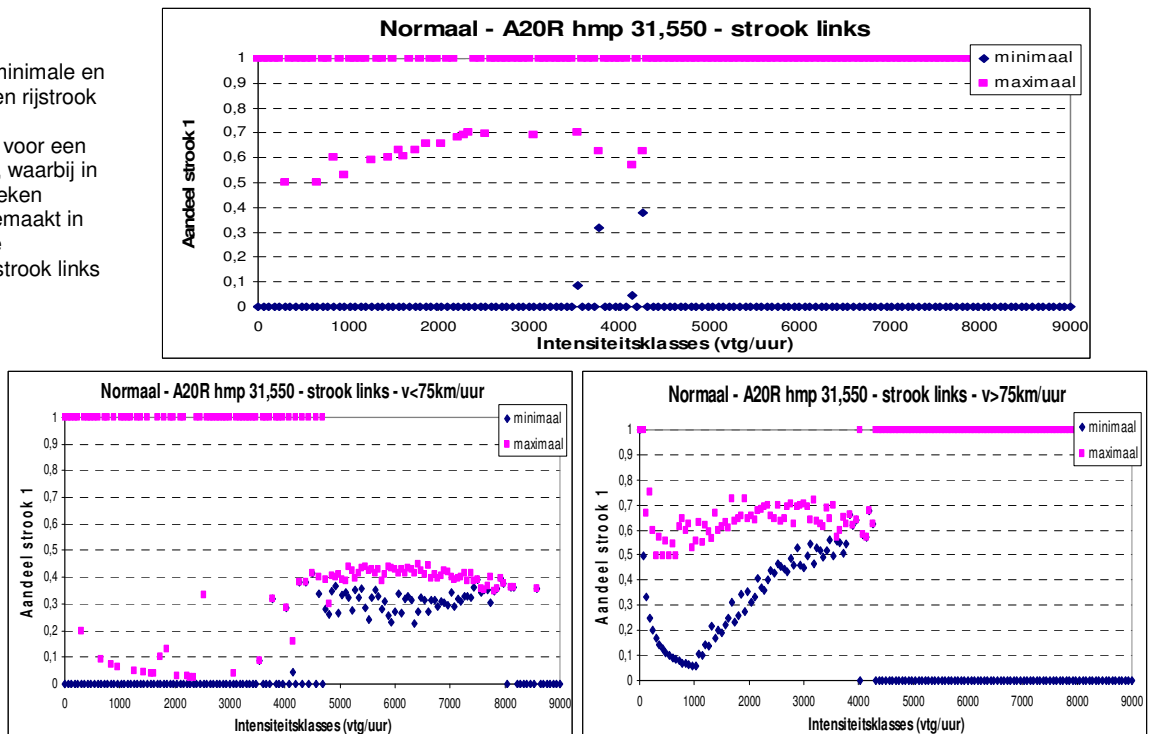 minimale en
en rijstrook
voor een
, waarbij in
eken
emaakt in
e
strook links
Normaal - A20R hmp 31,550 - strook links
Aandeel strook 1
1
0,9
0,8
0,7
0,6
0,5
0,4
0,3
0,2
0,1
0
0 1000 2000 3000 4000 5000 6000 7000 8000 9000
Intensiteitsklasses (vtg/uur)
minimaal
maximaal
Normaal - A20R hmp 31,550 - strook links - v<75km/uur
Aandeel strook 1
1
0,9
0,8
0,7
0,6
0,5
0,4
0,3
0,2
0,1
0
0 1000 2000 3000 4000 5000 6000 7000 8000 9000
Intensiteitsklasses (vtg/uur)
minimaal
maximaal
Normaal - A20R hmp 31,550 - strook links - v>75km/uur
Aandeel strook 1
1
0,9
0,8
0,7
0,6
0,5
0,4
0,3
0,2
0,1
0
0 1000 2000 3000 4000 5000 6000 7000 8000 9000
Intensiteitsklasses (vtg/uur)
minimaal
maximaal